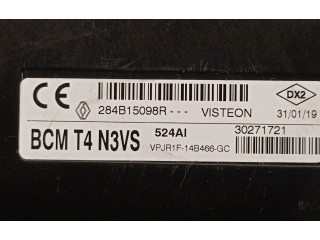 CE DX2
284B15098R--- VISTEON 31/01/19
BCM T4 N3VS 524AI 30271721
VPJR1F-14B466-GC